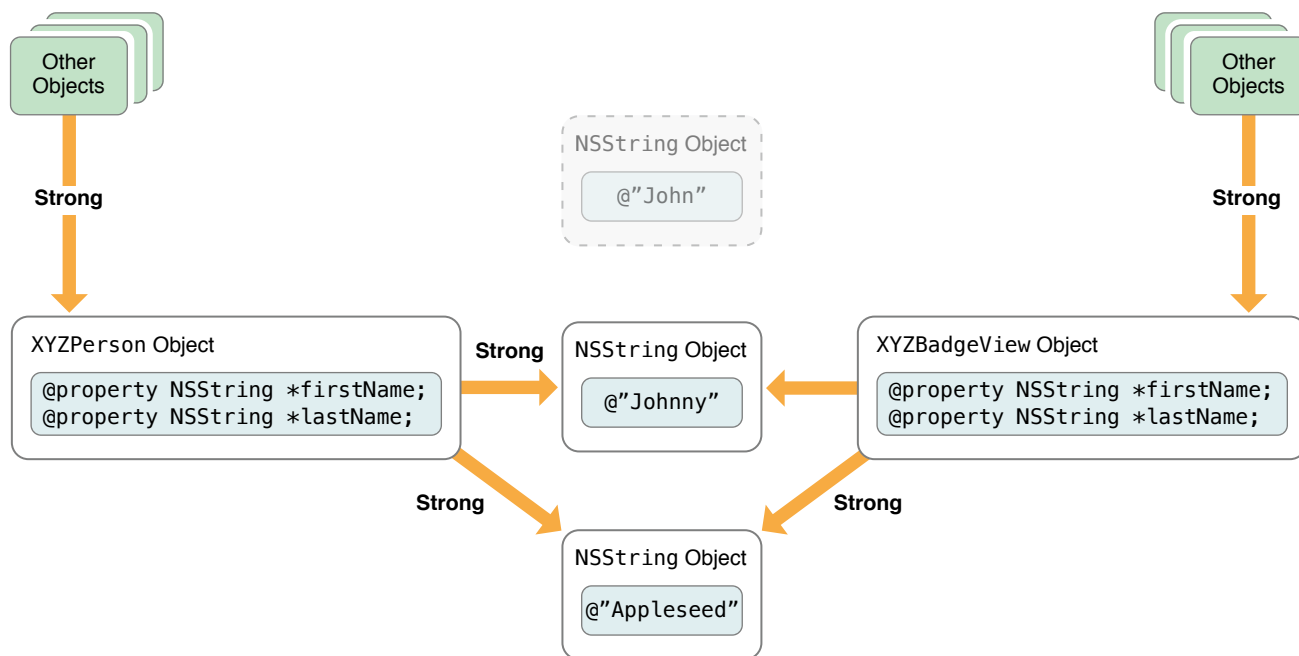 Other
Objects
Other
Objects
NSString Object
@”John”
Strong
Strong
XYZPerson Object
@property NSString *firstName;
@property NSString *lastName;
Strong
NSString Object
@”Johnny”
XYZBadgeView Object
@property NSString *firstName;
@property NSString *lastName;
Strong
Strong
NSString Object
@”Appleseed”